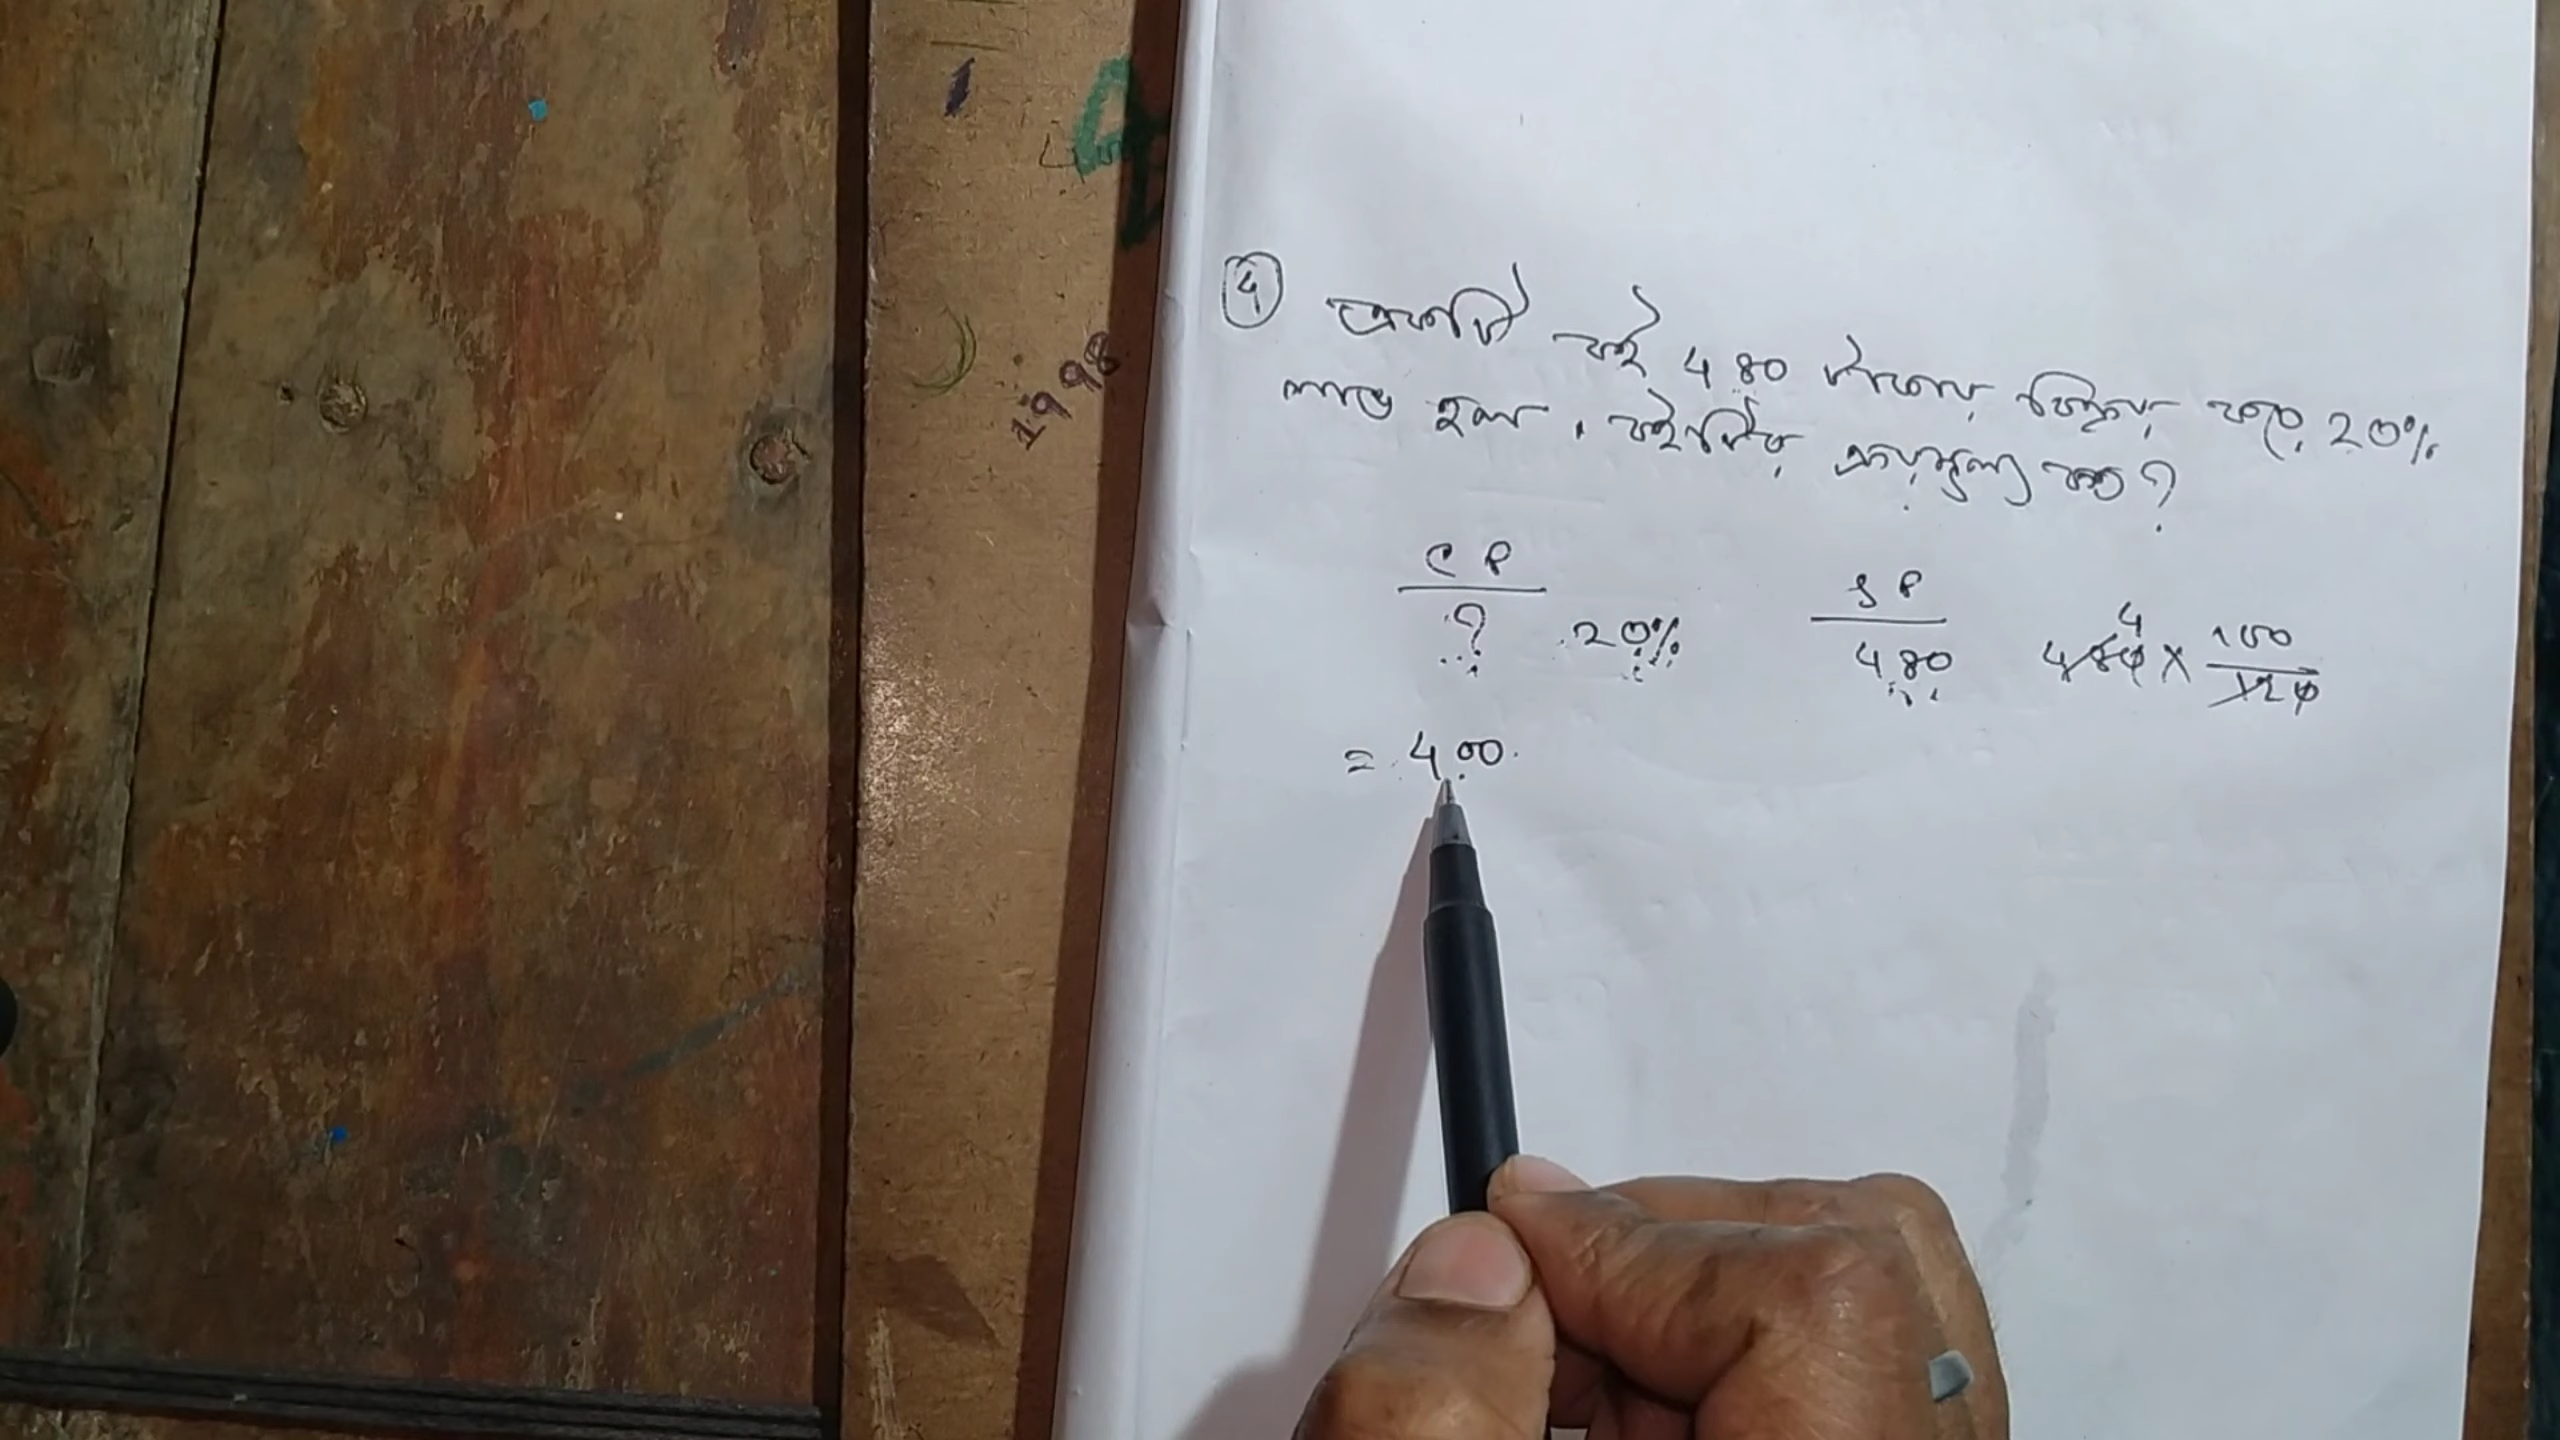 1998
④ একটি বই 480 টাকায় বিক্রয় করে 20%
লাভ হল। বইটির ক্রয়মূল্য কত?
CP SP
? 20% 480 480 × 100/120
4
= 400